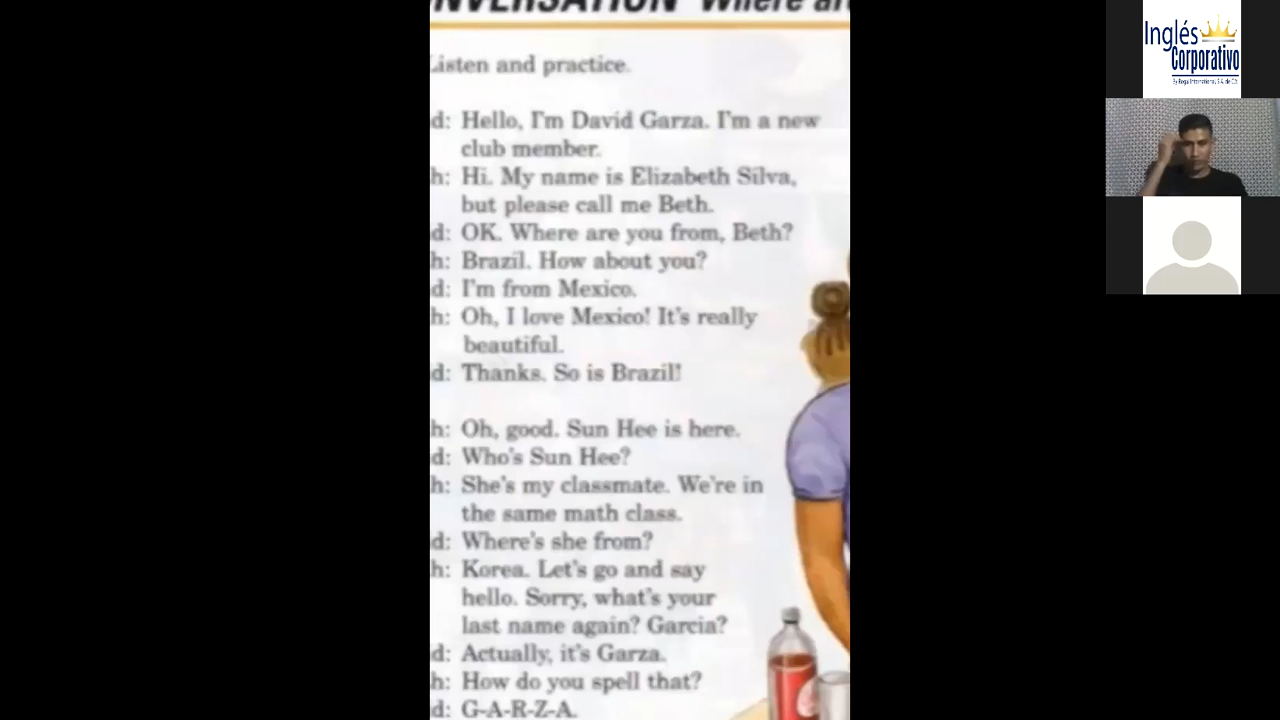 NVERSATION Where ar
Listen and practice.
d: Hello, I'm David Garza. I'm a new
club member.
h: Hi. My name is Elizabeth Silva,
but please call me Beth.
d: OK. Where are you from, Beth?
h: Brazil. How about you?
d: I'm from Mexico.
h: Oh, I love Mexico! It's really
beautiful.
d: Thanks. So is Brazil!
h: Oh, good. Sun Hee is here.
d: Who's Sun Hee?
h: She's my classmate. We're in
the same math class.
d: Where's she from?
h: Korea. Let's go and say
hello. Sorry, what's your
last name again? Garcia?
d: Actually, it's Garza.
h: How do you spell that?
d: G-A-R-Z-A.
Inglés
Corporativo